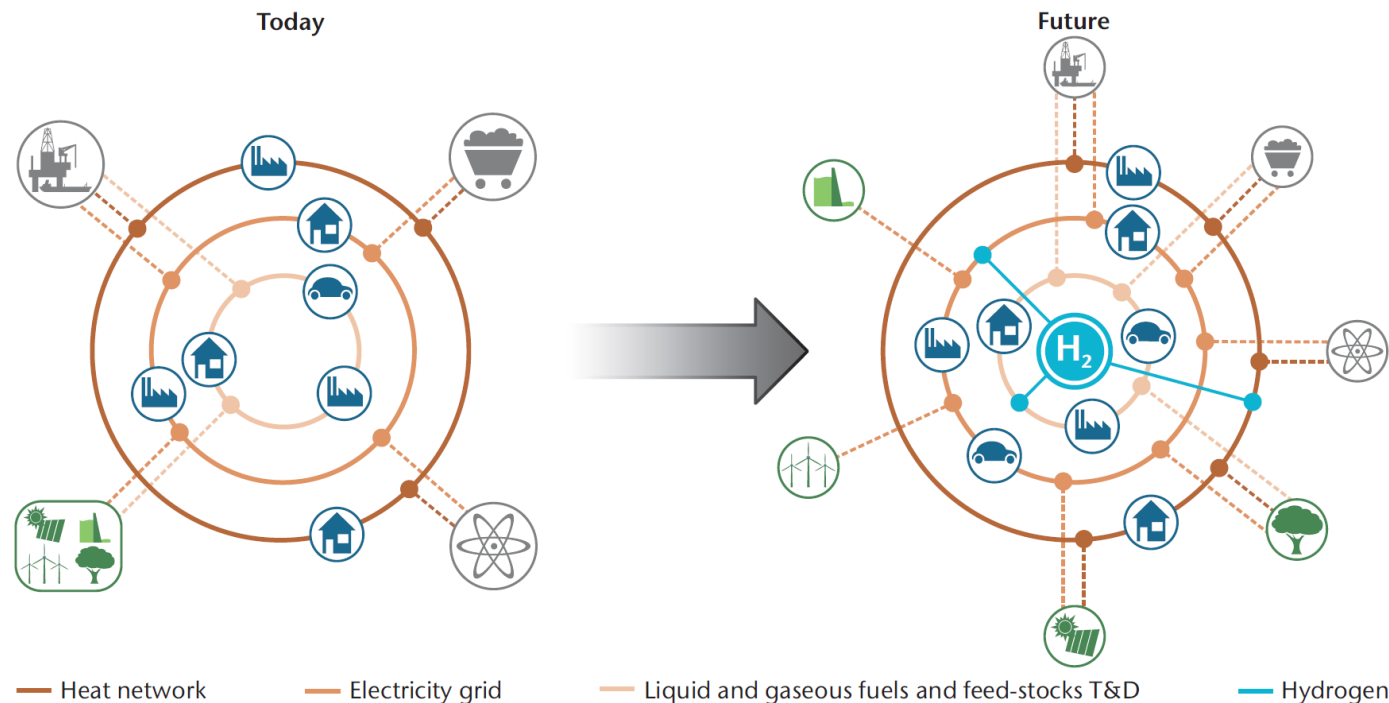 Today
Future
H₂
Heat network
Electricity grid
Liquid and gaseous fuels and feed-stocks T&D
Hydrogen